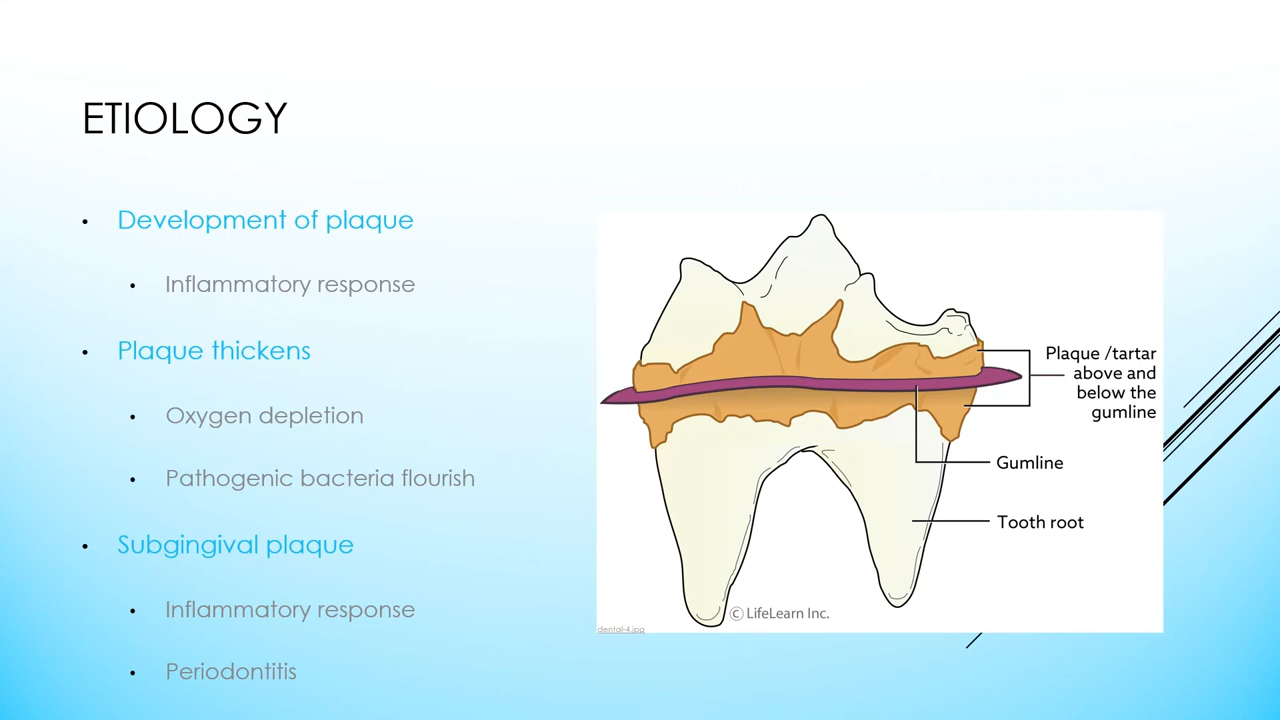 ETIOLOGY
• Development of plaque
• Inflammatory response
• Plaque thickens
• Oxygen depletion
• Pathogenic bacteria flourish
• Subgingival plaque
• Inflammatory response
• Periodontitis
Plaque /tartar
above and
below the
gumline
Gumline
Tooth root
© LifeLearn Inc.
dental-4.jpg